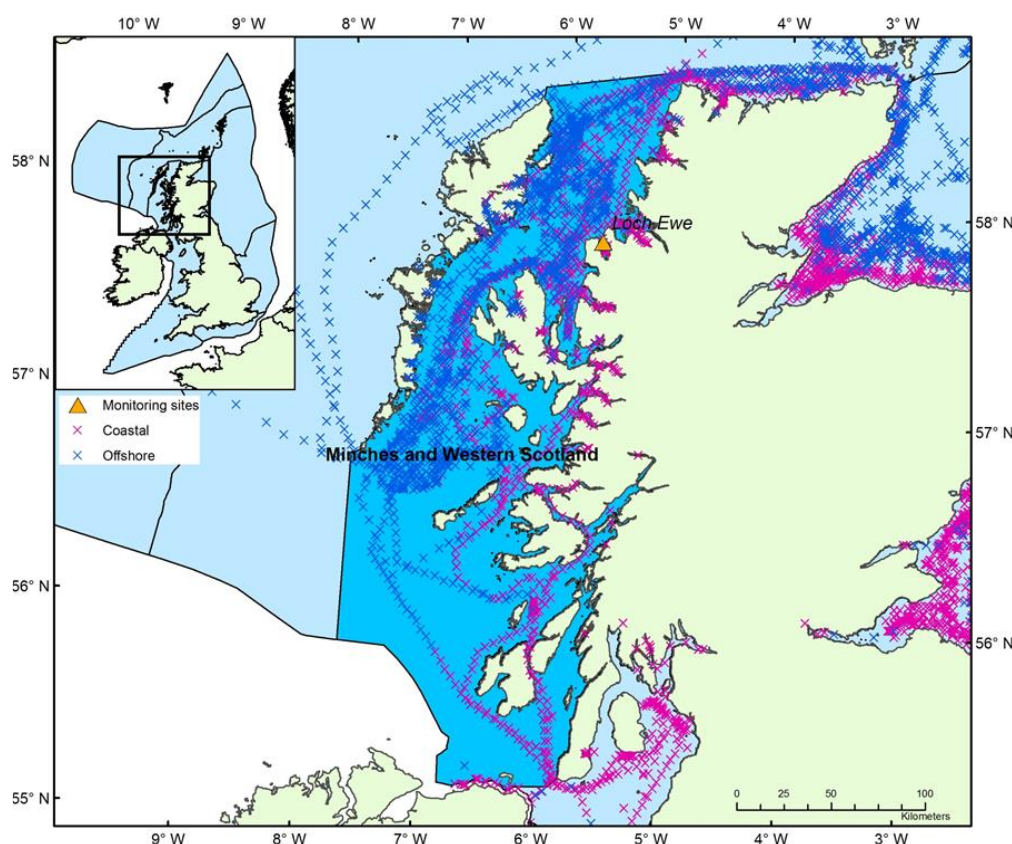 10° W 9° W 8° W 7° W 6° W 5° W 4° W 3° W
58° N
58° N
Loch Ewe
57° N
Monitoring sites
Coastal
57° N
Offshore
Minches and Western Scotland
56° N
56° N
55° N
55° N
0 25 50 100
Kilometers
9° W 8° W 7° W 6° W 5° W 4° W 3° W